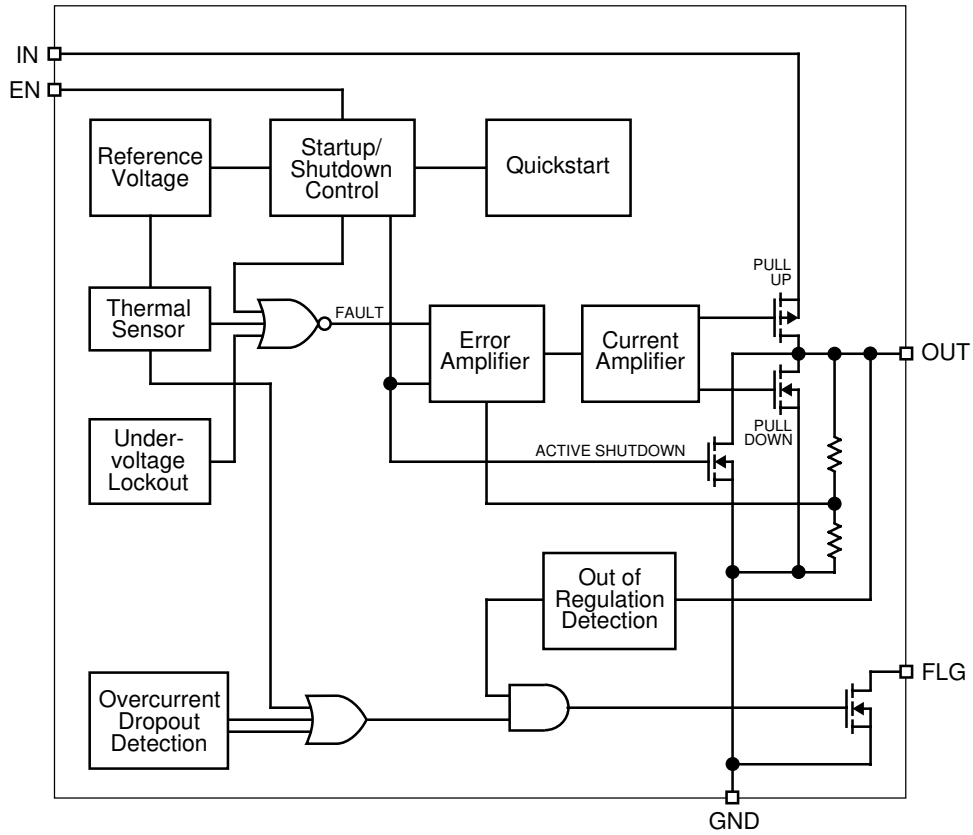 IN
EN
Reference
Voltage
Startup/
Shutdown
Control
Quickstart
PULL
UP
Thermal
Sensor
FAULT
Error
Amplifier
Current
Amplifier
OUT
Under-
voltage
Lockout
ACTIVE SHUTDOWN
PULL
DOWN
Out of
Regulation
Detection
FLG
Overcurrent
Dropout
Detection
GND